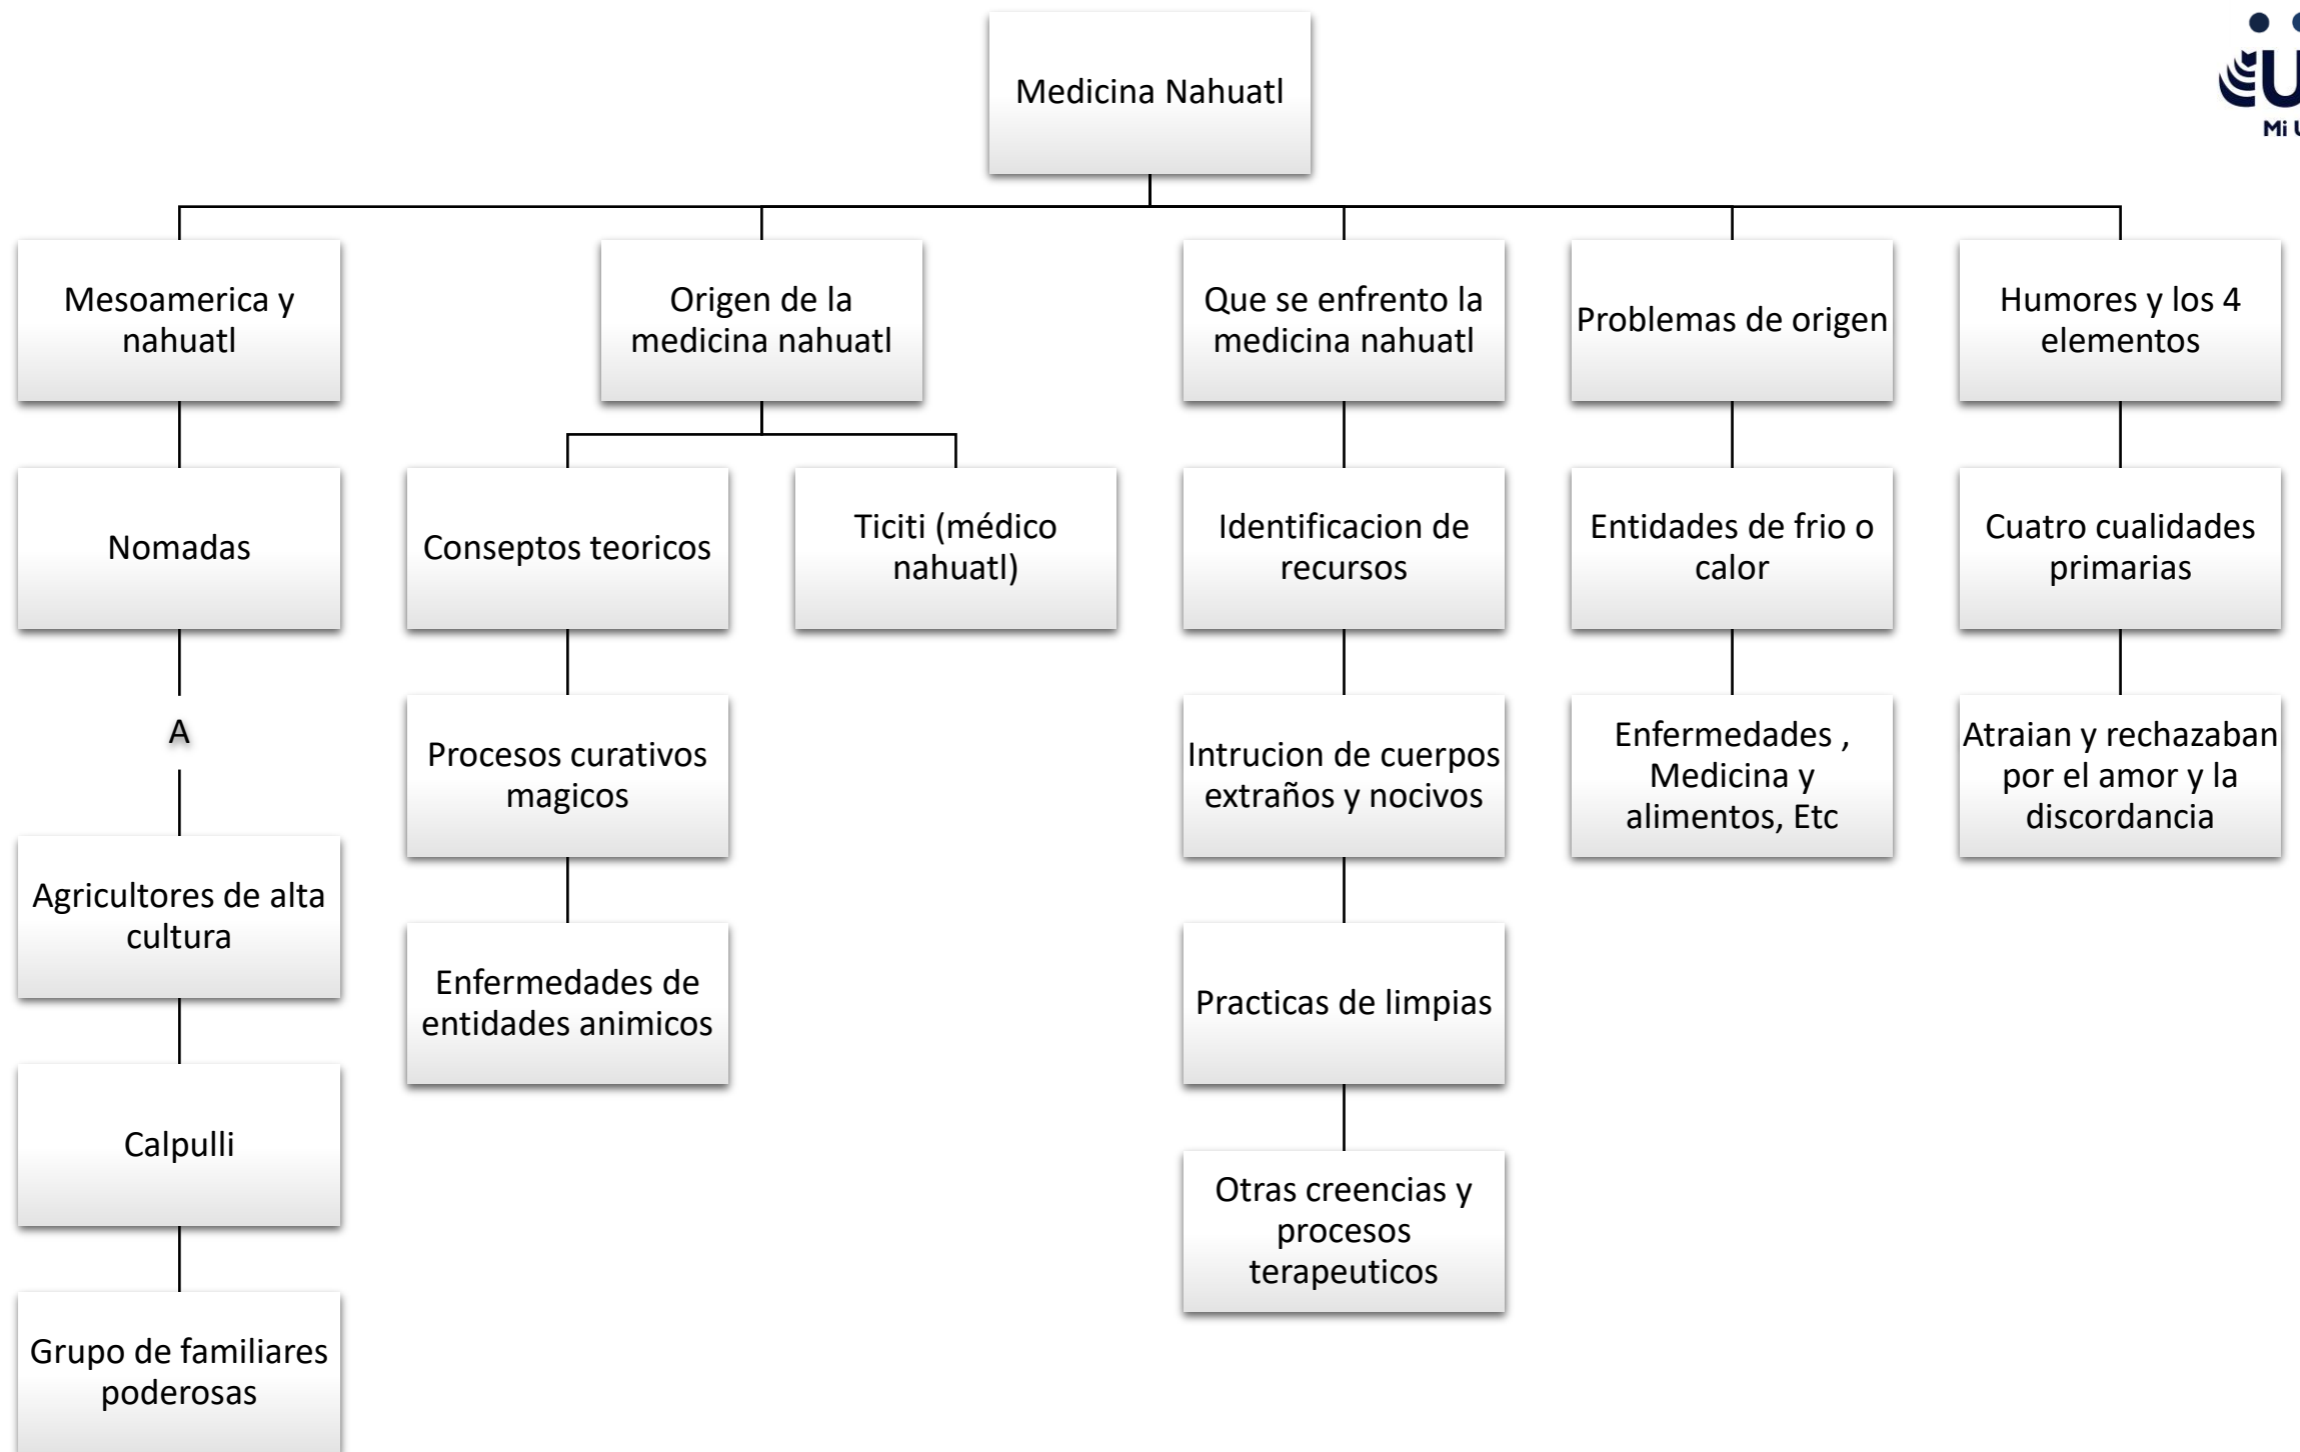 Medicina Nahuatl
Mi U
Mesoamerica y
nahuatl
Origen de la
medicina nahuatl
Que se enfrento la
medicina nahuatl
Problemas de origen
Humores y los 4
elementos
Nomadas
Conseptos teoricos
Ticiti (médico
nahuatl)
Identificacion de
recursos
Entidades de frio o
calor
Cuatro cualidades
primarias
A
Procesos curativos
magicos
Intrucion de cuerpos
extraños y nocivos
Enfermedades ,
Medicina y
alimentos, Etc
Atraian y rechazaban
por el amor y la
discordancia
Agricultores de alta
cultura
Enfermedades de
entidades animicos
Practicas de limpias
Calpulli
Otras creencias y
procesos
terapeuticos
Grupo de familiares
poderosas